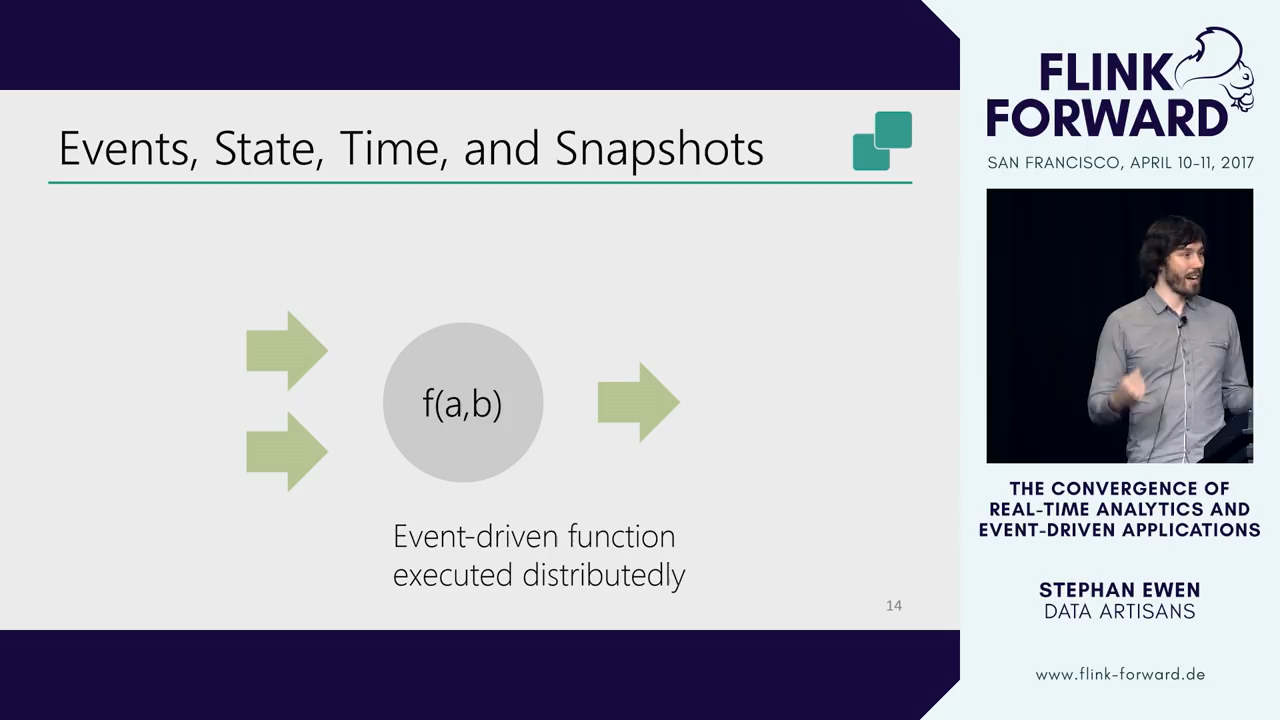 Events, State, Time, and Snapshots
f(a,b)
Event-driven function
executed distributedly
14
FLINK
FORWARD
SAN FRANCISCO, APRIL 10-11, 2017
THE CONVERGENCE OF
REAL-TIME ANALYTICS AND
EVENT-DRIVEN APPLICATIONS
STEPHAN EWEN
DATA ARTISANS
www.flink-forward.de